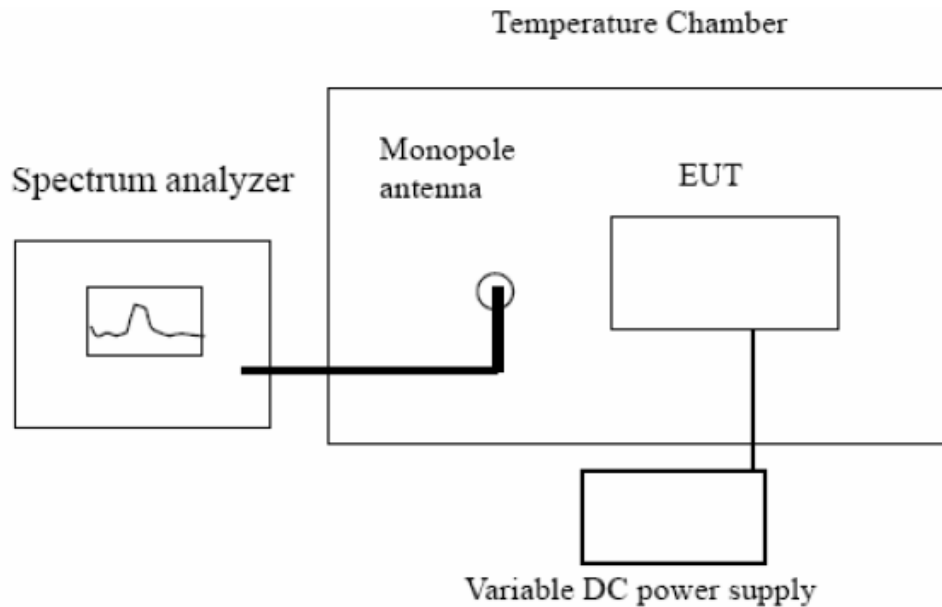 Temperature Chamber
Monopole
antenna
EUT
Spectrum analyzer
Variable DC power supply